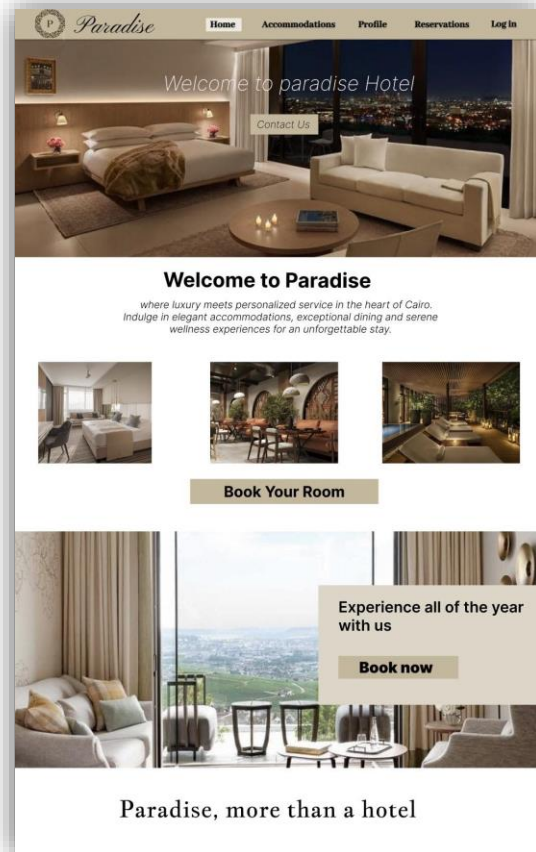 P Paradise Home Accommodations Profile Reservations Log in
Welcome to paradise Hotel
Contact Us
Welcome to Paradise
where luxury meets personalized service in the heart of Cairo.
Indulge in elegant accommodations, exceptional dining and serene
wellness experiences for an unforgettable stay.
Book Your Room
Experience all of the year
with us
Book now
Paradise, more than a hotel